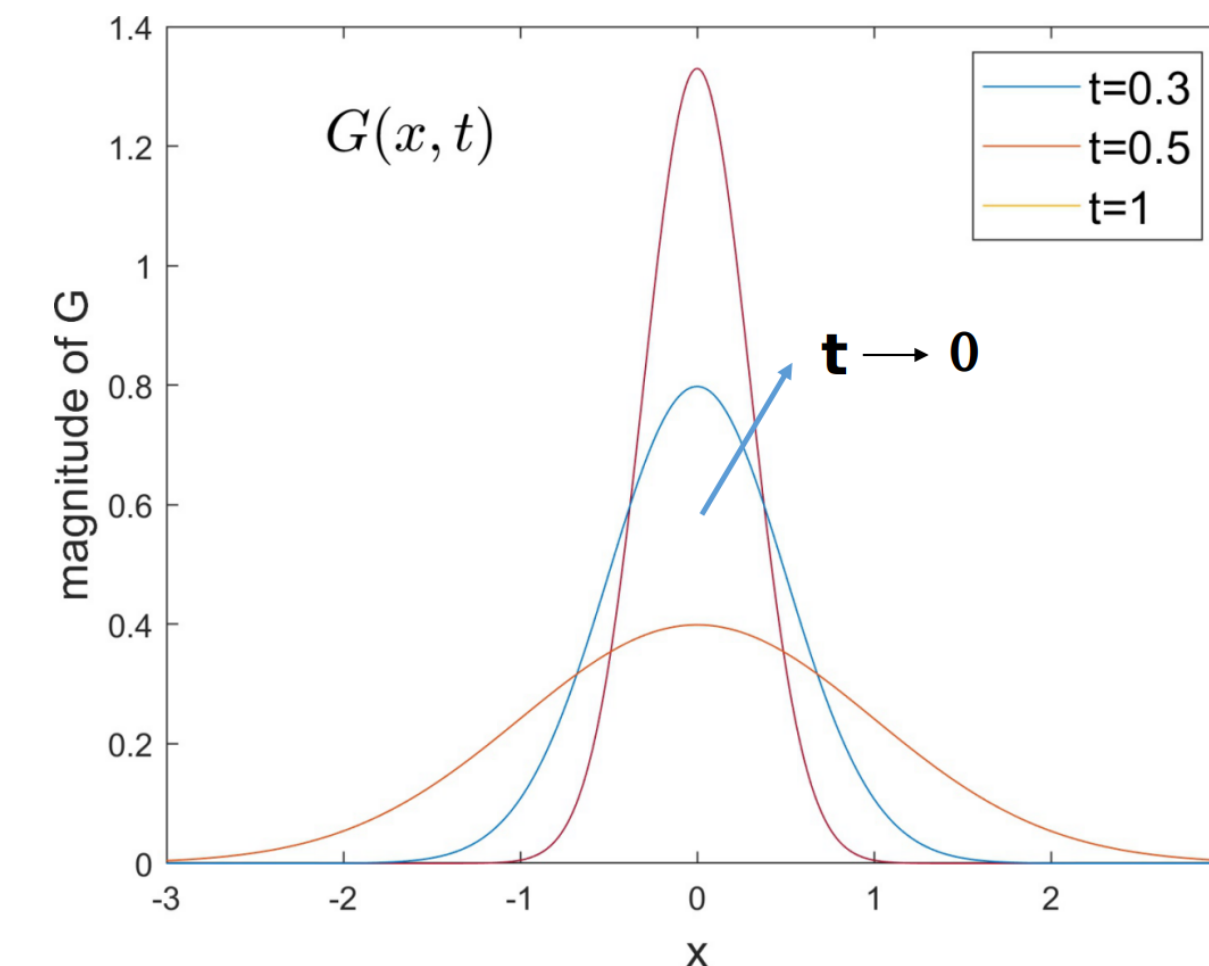 1.4
1.2
1
0.8
0.6
0.4
0.2
0
magnitude of G
G(x, t)
t=0.3
t=0.5
t=1
t ⟶ 0
-3 -2 -1 0 1 2
x